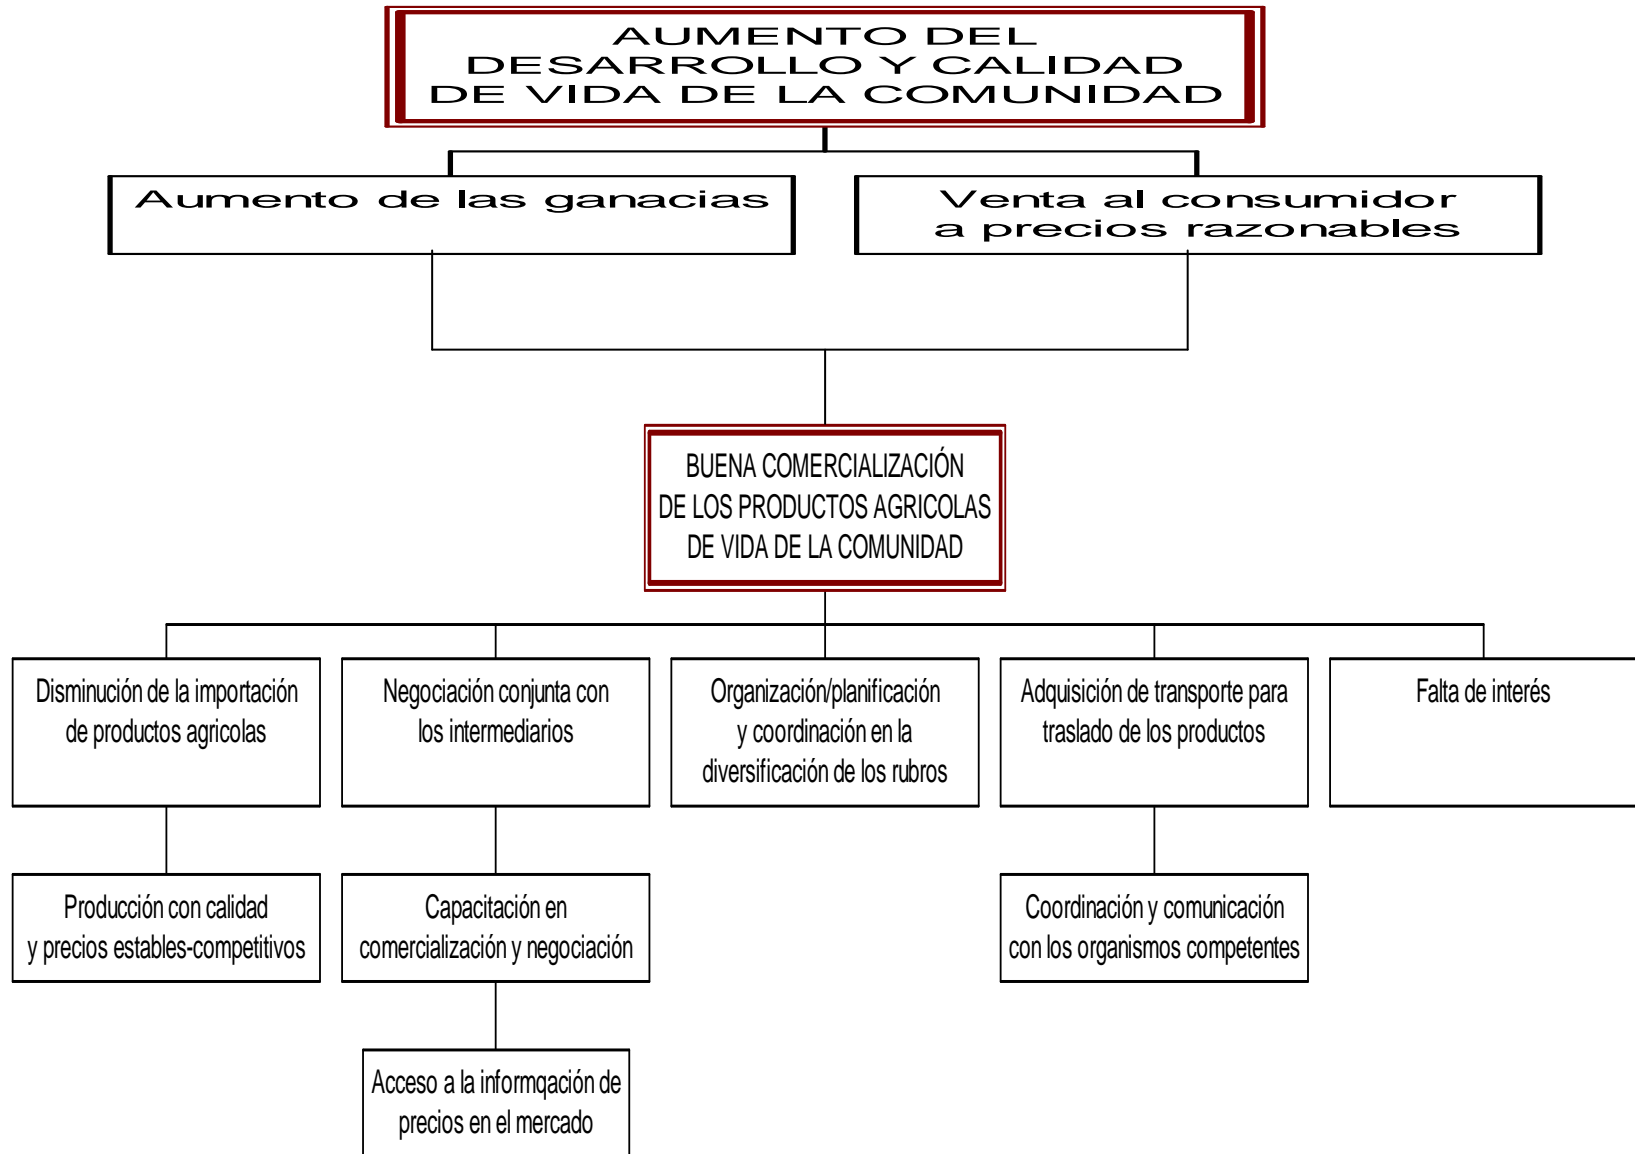 AUMENTO DEL
DESARROLLO Y CALIDAD
DE VIDA DE LA COMUNIDAD
Aumento de las ganacias
Venta al consumidor
a precios razonables
BUENA COMERCIALIZACIÓN
DE LOS PRODUCTOS AGRICOLAS
DE VIDA DE LA COMUNIDAD
Disminución de la importación
de productos agricolas
Negociación conjunta con
los intermediarios
Organización/planificación
y coordinación en la
diversificación de los rubros
Adquisición de transporte para
traslado de los productos
Falta de interés
Producción con calidad
y precios estables-competitivos
Capacitación en
comercialización y negociación
Coordinación y comunicación
con los organismos competentes
Acceso a la informqación de
precios en el mercado